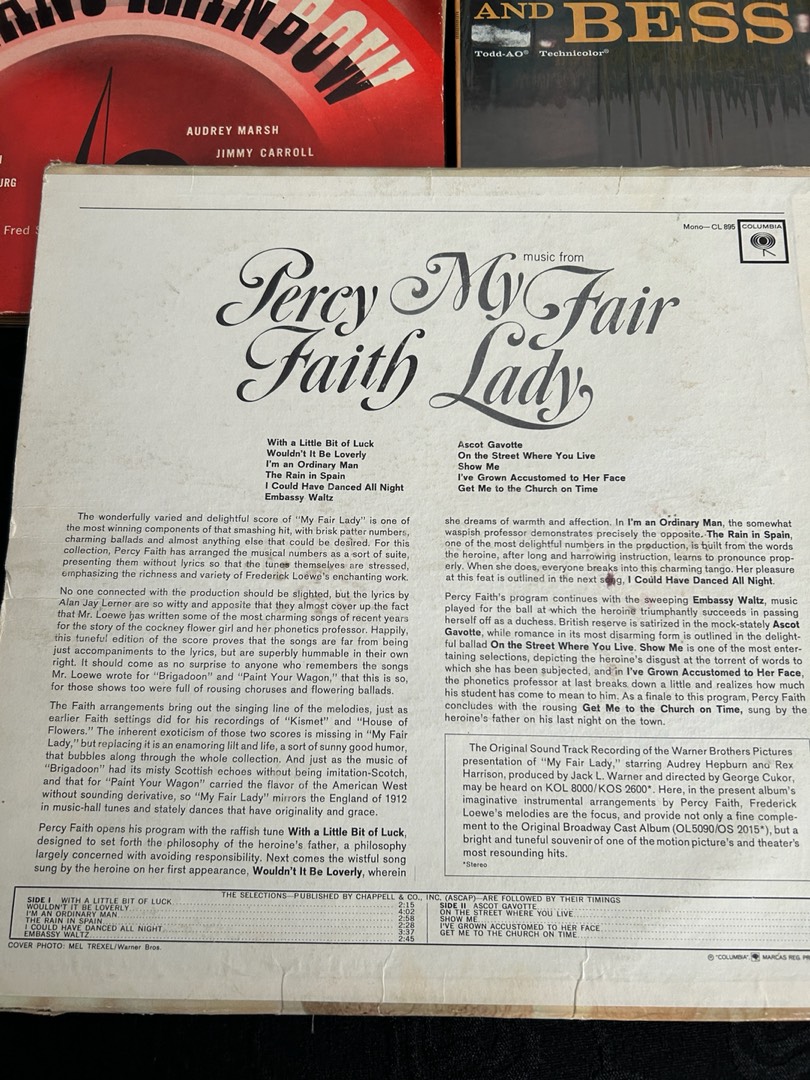 RAINBOW
AND BESS
Todd-AO® Technicolor®
AUDREY MARSH
JIMMY CARROLL
Fred
Mono—CL 895
COLUMBIA
music from
Percy My Fair
Faith Lady
With a Little Bit of Luck
Wouldn't It Be Loverly
I'm an Ordinary Man
The Rain in Spain
I Could Have Danced All Night
Embassy Waltz
Ascot Gavotte
On the Street Where You Live
Show Me
I've Grown Accustomed to Her Face
Get Me to the Church on Time
The wonderfully varied and delightful score of "My Fair Lady" is one of
the most winning components of that smashing hit, with brisk patter numbers,
charming ballads and almost anything else that could be desired. For this
collection, Percy Faith has arranged the musical numbers as a sort of suite,
presenting them without lyrics so that the tunes themselves are stressed,
emphasizing the richness and variety of Frederick Loewe's enchanting work.
No one connected with the production should be slighted, but the lyrics by
Alan Jay Lerner are so witty and apposite that they almost cover up the fact
that Mr. Loewe has written some of the most charming songs of recent years
for the story of the cockney flower girl and her phonetics professor. Happily,
this tuneful edition of the score proves that the songs are far from being
just accompaniments to the lyrics, but are superbly hummable in their own
right. It should come as no surprise to anyone who remembers the songs
Mr. Loewe wrote for "Brigadoon" and "Paint Your Wagon," that this is so,
for those shows too were full of rousing choruses and flowering ballads.
The Faith arrangements bring out the singing line of the melodies, just as
earlier Faith settings did for his recordings of "Kismet" and "House of
Flowers." The inherent exoticism of those two scores is missing in "My Fair
Lady," but replacing it is an enamoring lilt and life, a sort of sunny good humor,
that bubbles along through the whole collection. And just as the music of
"Brigadoon" had its misty Scottish echoes without being imitation-Scotch,
and that for "Paint Your Wagon" carried the flavor of the American West
without sounding derivative, so "My Fair Lady" mirrors the England of 1912
in music-hall tunes and stately dances that have originality and grace.
Percy Faith opens his program with the raffish tune With a Little Bit of Luck,
designed to set forth the philosophy of the heroine's father, a philosophy
largely concerned with avoiding responsibility. Next comes the wistful song
sung by the heroine on her first appearance, Wouldn't It Be Loverly, wherein
she dreams of warmth and affection. In I'm an Ordinary Man, the somewhat
waspish professor demonstrates precisely the opposite. The Rain in Spain,
one of the most delightful numbers in the production, is built from the words
the heroine, after long and harrowing instruction, learns to pronounce prop-
erly. When she does, everyone breaks into this charming tango. Her pleasure
at this feat is outlined in the next song, I Could Have Danced All Night.
Percy Faith's program continues with the sweeping Embassy Waltz, music
played for the ball at which the heroine triumphantly succeeds in passing
herself off as a duchess. British reserve is satirized in the mock-stately Ascot
Gavotte, while romance in its most disarming form is outlined in the delight-
ful ballad On the Street Where You Live. Show Me is one of the most enter-
taining selections, depicting the heroine's disgust at the torrent of words to
which she has been subjected, and in I've Grown Accustomed to Her Face,
the phonetics professor at last breaks down a little and realizes how much
his student has come to mean to him. As a finale to this program, Percy Faith
concludes with the rousing Get Me to the Church on Time, sung by the
heroine's father on his last night on the town.
The Original Sound Track Recording of the Warner Brothers Pictures
presentation of "My Fair Lady," starring Audrey Hepburn and Rex
Harrison, produced by Jack L. Warner and directed by George Cukor,
may be heard on KOL 8000/KOS 2600*. Here, in the present album's
imaginative instrumental arrangements by Percy Faith, Frederick
Loewe's melodies are the focus, and provide not only a fine comple-
ment to the Original Broadway Cast Album (OL5090/OS 2015*), but a
bright and tuneful souvenir of one of the motion picture's and theater's
most resounding hits.
*Stereo
THE SELECTIONS—PUBLISHED BY CHAPPELL & CO., INC. (ASCAP)—ARE FOLLOWED BY THEIR TIMINGS
SIDE I WITH A LITTLE BIT OF LUCK 2:15
WOULDN'T IT BE LOVERLY 4:02
I'M AN ORDINARY MAN 2:58
THE RAIN IN SPAIN 2:28
I COULD HAVE DANCED ALL NIGHT 3:37
EMBASSY WALTZ 2:45
SIDE II ASCOT GAVOTTE
ON THE STREET WHERE YOU LIVE
SHOW ME
I'VE GROWN ACCUSTOMED TO HER FACE
GET ME TO THE CHURCH ON TIME
COVER PHOTO: MEL TREXEL/Warner Bros.
® "COLUMBIA", MARCAS REG.